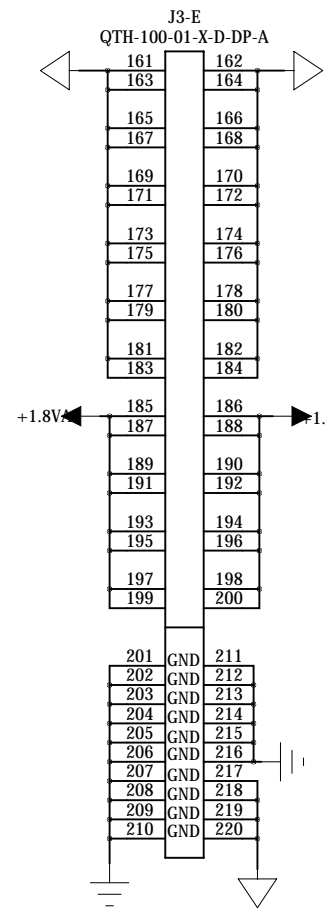 J3-E
QTH-100-01-X-D-DP-A
161 162
163 164
165 166
167 168
169 170
171 172
173 174
175 176
177 178
179 180
181 182
183 184
+1.8VA 185 186 +1.
187 188
189 190
191 192
193 194
195 196
197 198
199 200
201 GND 211
202 GND 212
203 GND 213
204 GND 214
205 GND 215
206 GND 216
207 GND 217
208 GND 218
209 GND 219
210 GND 220